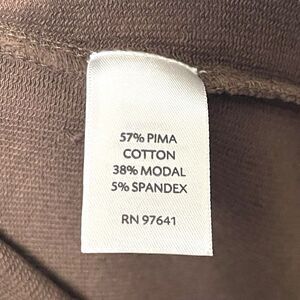 57% PIMA
COTTON
38% MODAL
5% SPANDEX
RN 97641